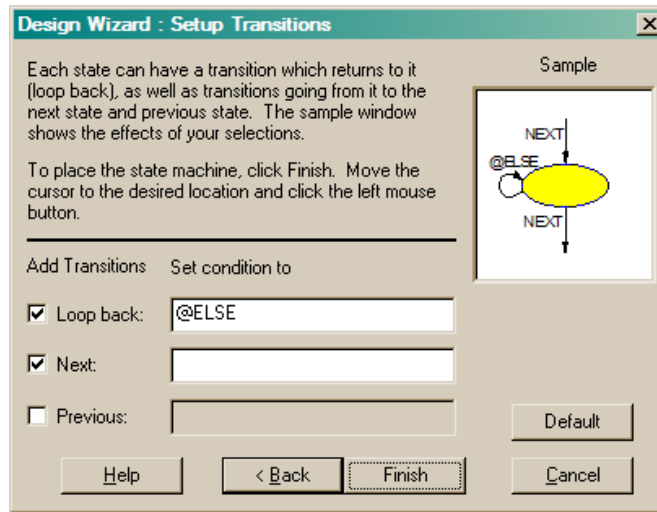 Design Wizard : Setup Transitions
Each state can have a transition which returns to it
(loop back), as well as transitions going from it to the
next state and previous state. The sample window
shows the effects of your selections.
To place the state machine, click Finish. Move the
cursor to the desired location and click the left mouse
button.
Sample
NEXT
@ELSE
NEXT
Add Transitions Set condition to
Loop back: @ELSE
Next:
Previous:
Default
Help < Back Finish Cancel